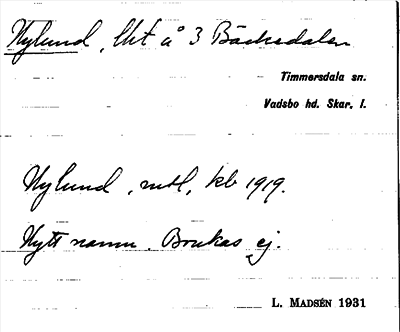 Nylund, lht å 3 Bäckedalen
Timmersdala sn.
Vadsbo hd. Skar. l.
Nylund, mtl, kb 1919.
Nytt namn. Brukas ej.
L. MADSÉN 1931